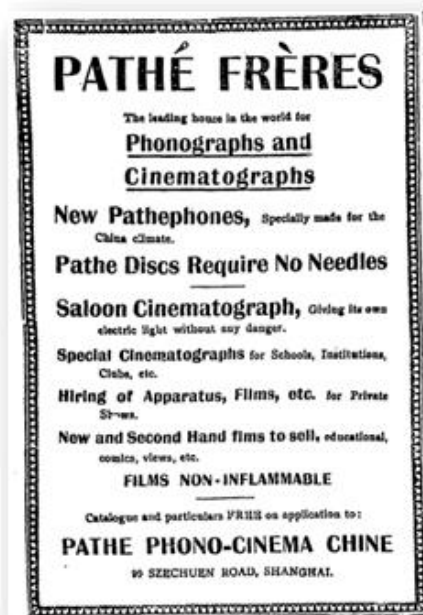 PATHÉ FRÈRES
The leading house in the world for
Phonographs and
Cinematographs
New Pathephones, Specially made for the
China climate.
Pathe Discs Require No Needles
Saloon Cinematograph, Giving its own
electric light without any danger.
Special Cinematographs for Schools, Institutions,
Clubs, etc.
Hiring of Apparatus, Films, etc. for Private
Shows.
New and Second Hand fims to sell, educational,
comics, views, etc.
FILMS NON-INFLAMMABLE
Catalogue and particulars FREE on application to:
PATHE PHONO-CINEMA CHINE
99 SZECHUEN ROAD, SHANGHAI.